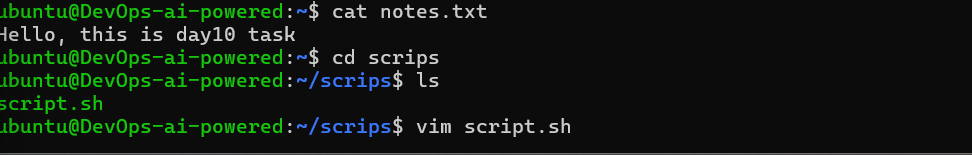 ubuntu@DevOps-ai-powered:~$ cat notes.txt
Hello, this is day10 task
ubuntu@DevOps-ai-powered:~$ cd scrips
ubuntu@DevOps-ai-powered:~/scrips$ ls
script.sh
ubuntu@DevOps-ai-powered:~/scrips$ vim script.sh